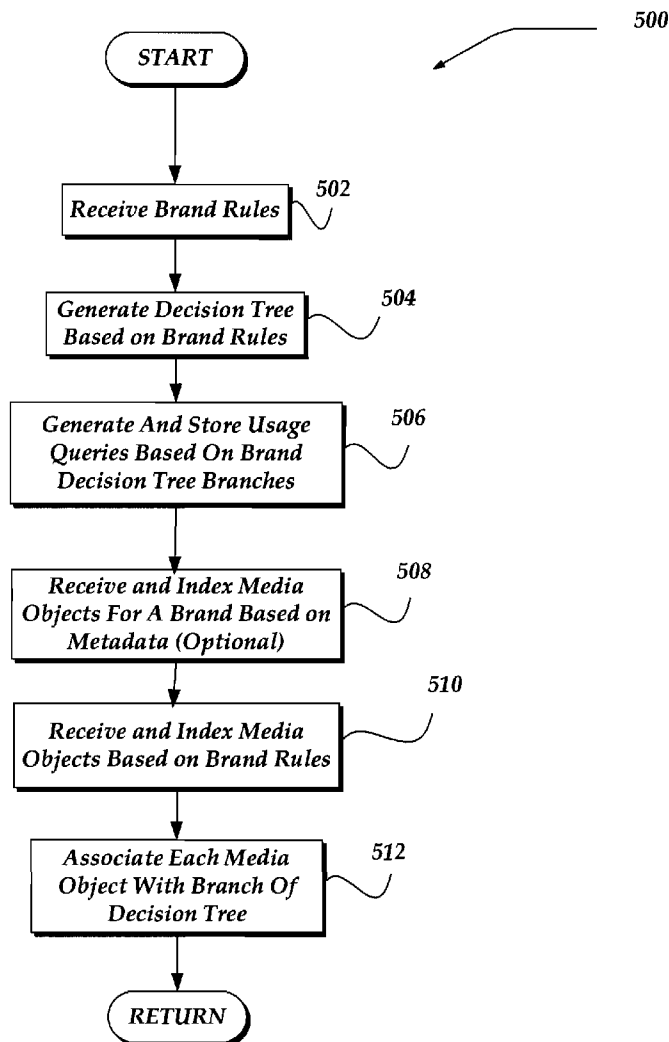 500
START
502
Receive Brand Rules
504
Generate Decision Tree
Based on Brand Rules
506
Generate And Store Usage
Queries Based On Brand
Decision Tree Branches
508
Receive and Index Media
Objects For A Brand Based on
Metadata (Optional)
510
Receive and Index Media
Objects Based on Brand Rules
512
Associate Each Media
Object With Branch Of
Decision Tree
RETURN